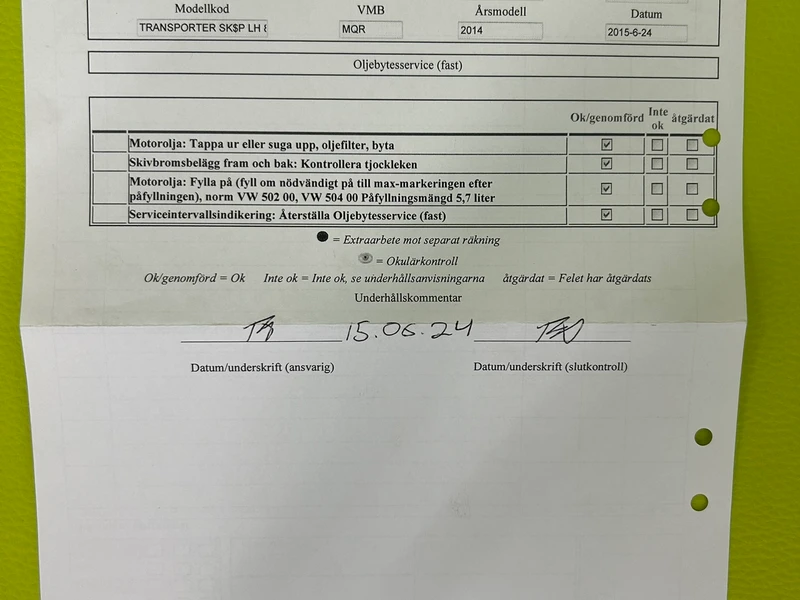 Modellkod VMB Årsmodell Datum
TRANSPORTER SK$P LH MQR 2014 2015-6-24
Oljebytesservice (fast)
Ok/genomförd Inte ok åtgärdat
Motorolja: Tappa ur eller suga upp, oljefilter, byta
Skivbromsbelägg fram och bak: Kontrollera tjockleken
Motorolja: Fylla på (fyll om nödvändigt på till max-markeringen efter
påfyllningen), norm VW 502 00, VW 504 00 Påfyllningsmängd 5,7 liter
Serviceintervallsindikering: Återställa Oljebytesservice (fast)
= Extraarbete mot separat räkning
= Okulärkontroll
Ok/genomförd = Ok Inte ok = Inte ok, se underhållsanvisningarna åtgärdat = Felet har åtgärdats
Underhållskommentar
15.06.24
Datum/underskrift (ansvarig) Datum/underskrift (slutkontroll)